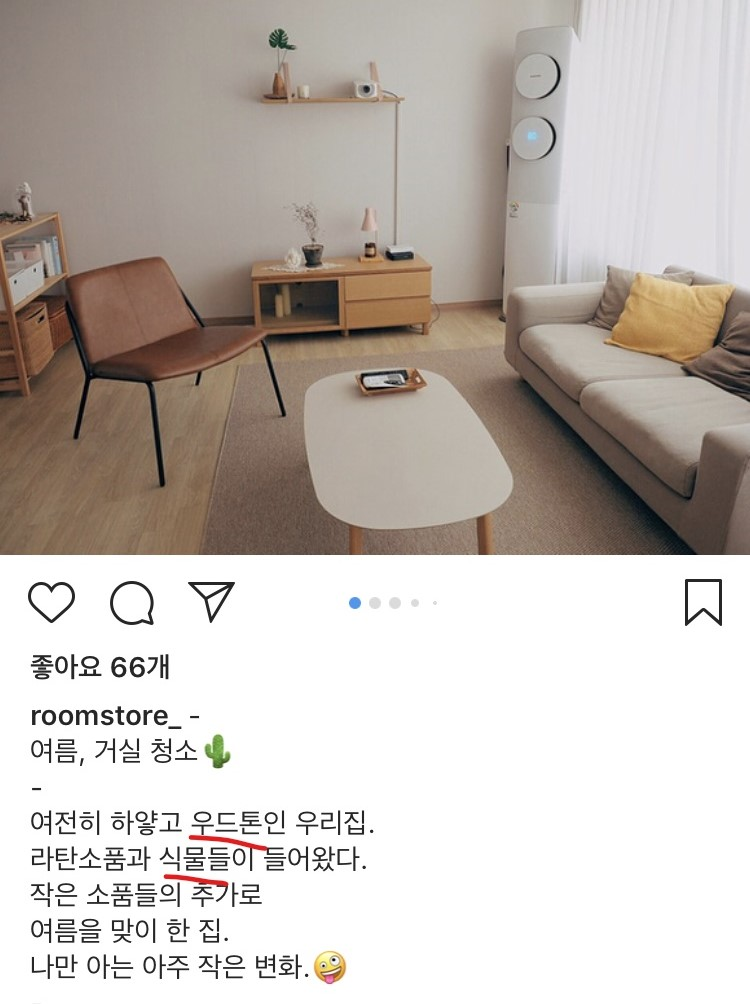 좋아요 66개
roomstore_ -
여름, 거실 청소🌵
-
여전히 하얗고 우드톤인 우리집.
라탄소품과 식물들이 들어왔다.
작은 소품들의 추가로
여름을 맞이 한 집.
나만 아는 아주 작은 변화.🤪